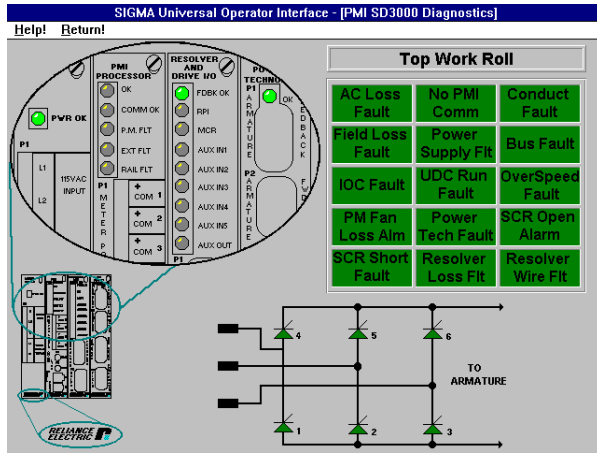 SIGMA Universal Operator Interface - [PMI SD3000 Diagnostics]
Help! Return!
PMI
PROCESSOR
RESOLVER
AND
DRIVE I/O
TECHNO
PWR OK
P1
L1
L2
115VAC
INPUT
OK
COMM OK
P.M. FLT
EXT FLT
RAIL FLT
P1
METER
+
COM 1
+
COM 2
+
COM 3
FDBK OK
RPI
MCR
AUX IN1
AUX IN2
AUX IN3
AUX IN4
AUX IN5
AUX OUT
P1
P1
ARMATURE
OK
P2
ARMATURE
Top Work Roll
AC Loss
Fault
No PMI
Comm
Conduct
Fault
Field Loss
Fault
Power
Supply Flt
Bus Fault
IOC Fault
UDC Run
Fault
OverSpeed
Fault
PM Fan
Loss Alm
Power
Tech Fault
SCR Open
Alarm
SCR Short
Fault
Resolver
Loss Flt
Resolver
Wire Flt
4
5
6
TO
ARMATURE
1
2
3
RELIANCE
ELECTRIC